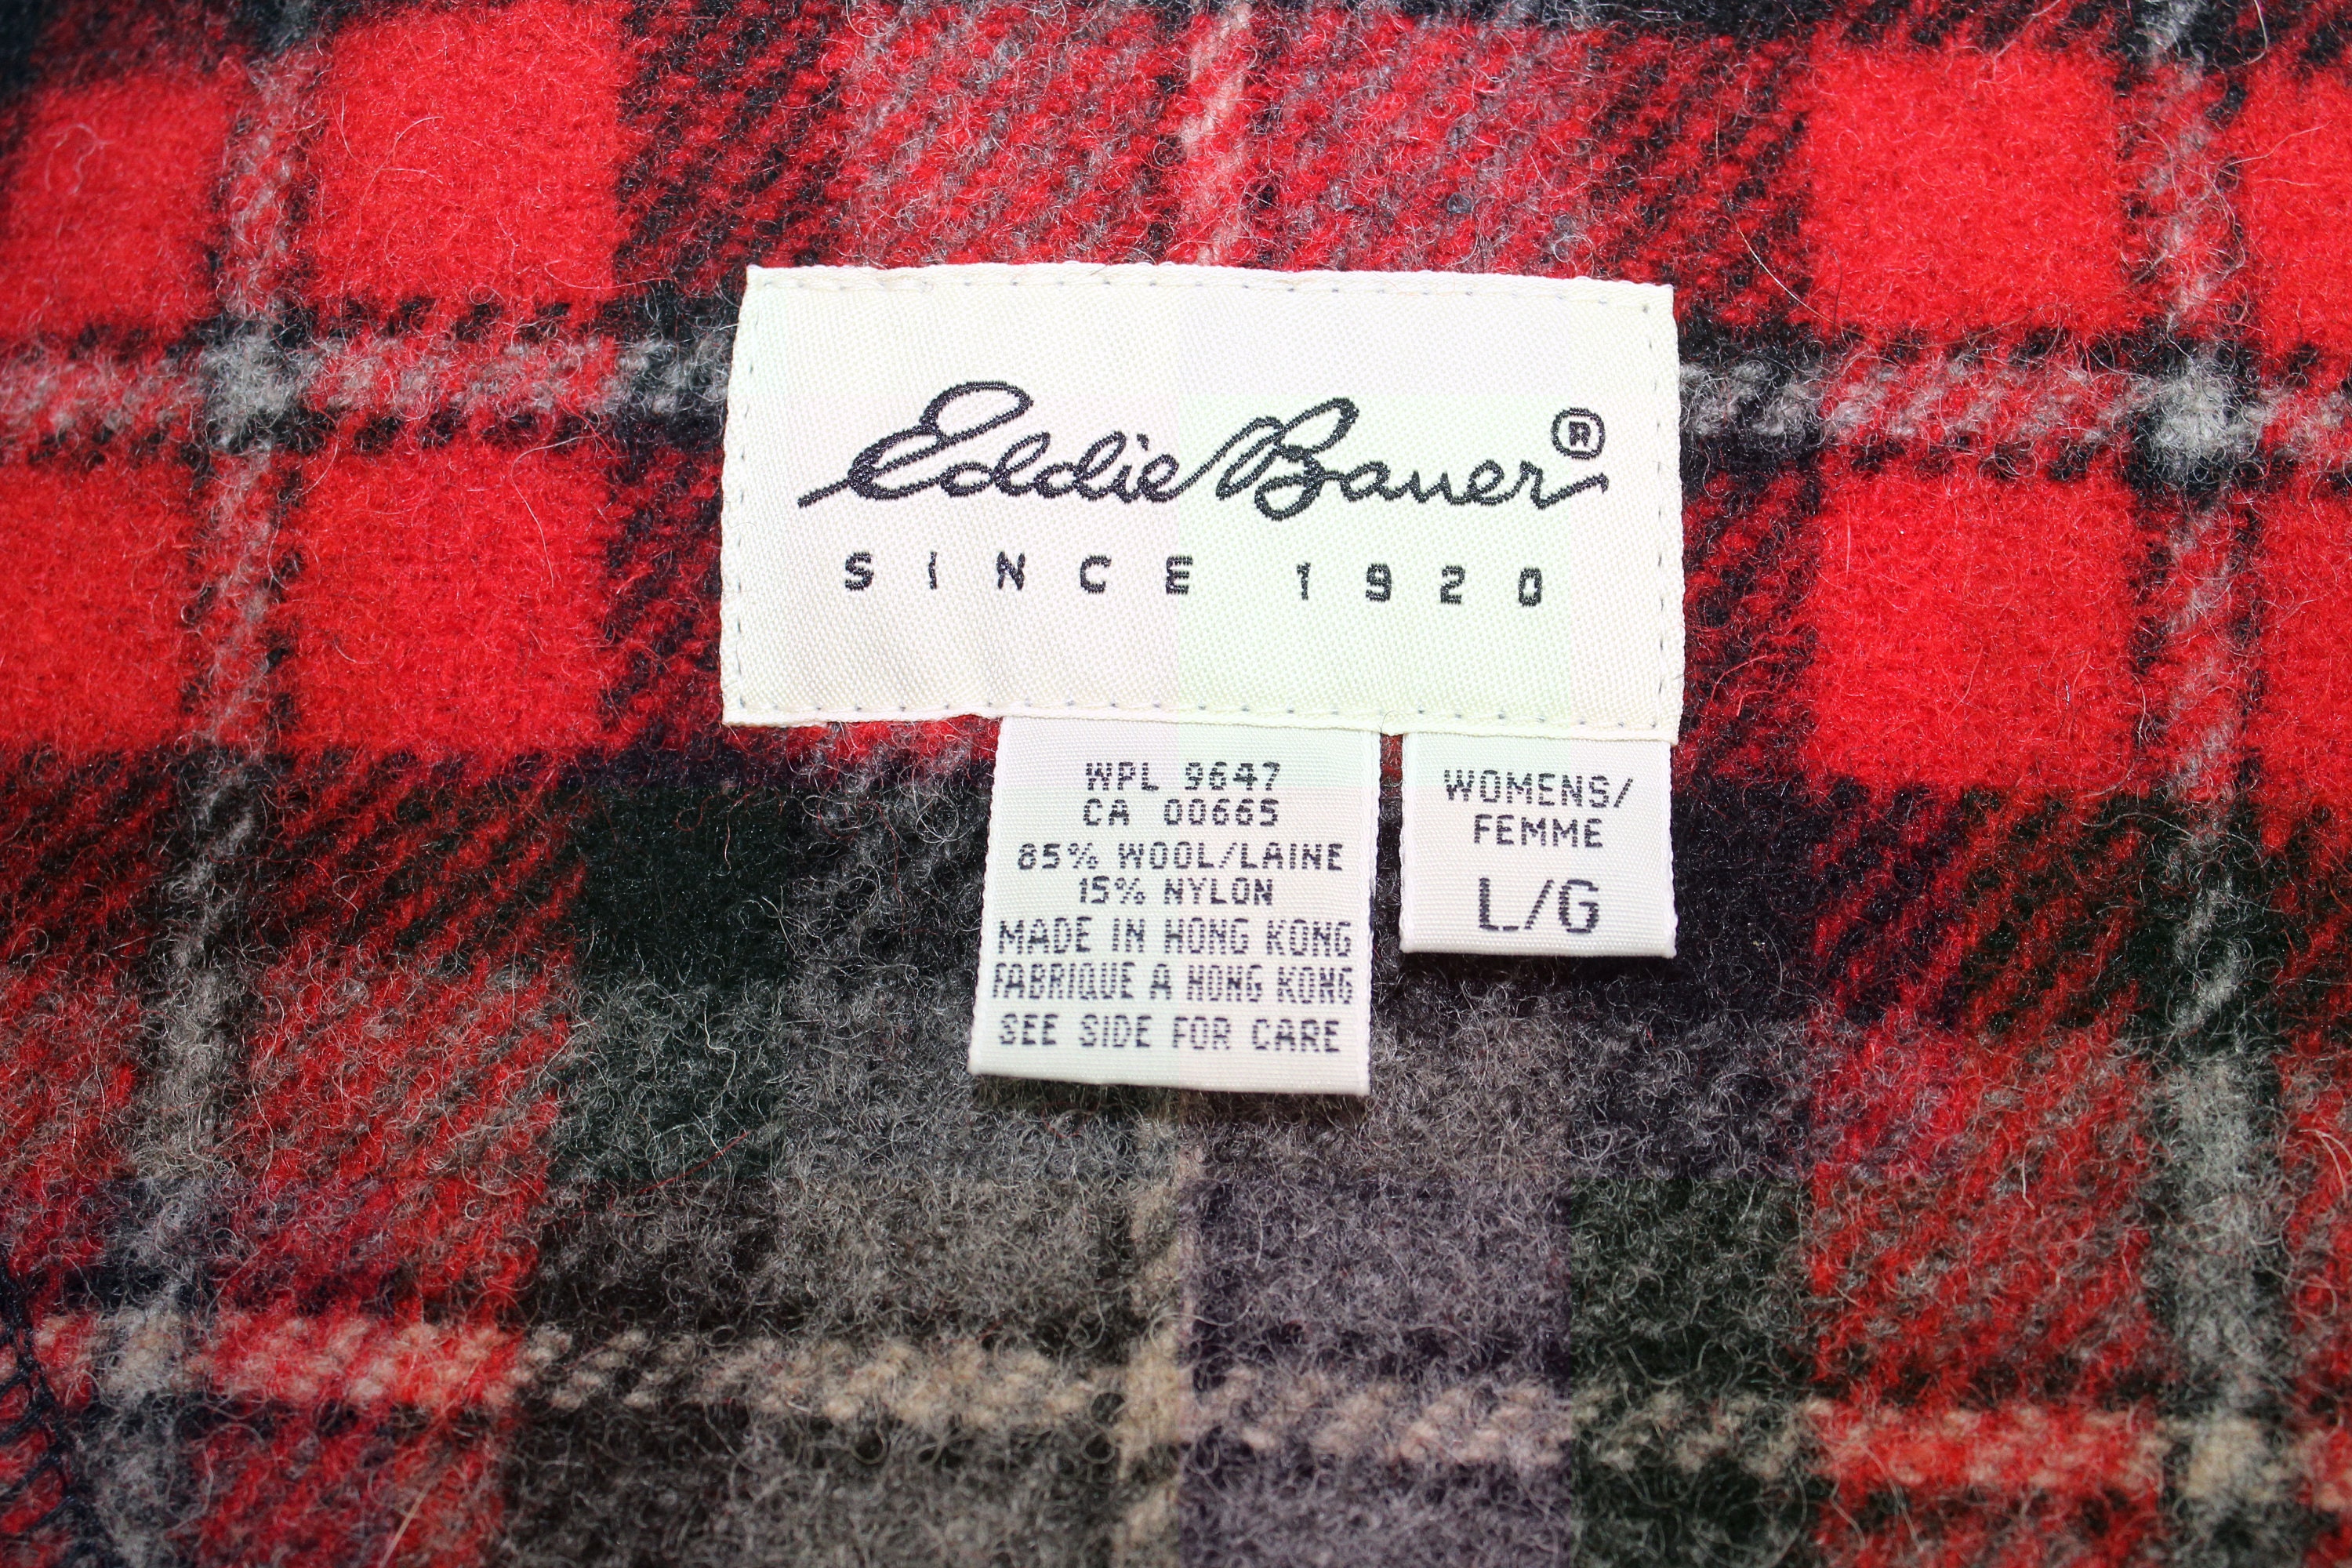 Eddie Bauer®
SINCE 1920
WPL 9647
CA 00665
85% WOOL/LAINE
15% NYLON
MADE IN HONG KONG
FABRIQUE A HONG KONG
SEE SIDE FOR CARE
WOMENS/
FEMME
L/G